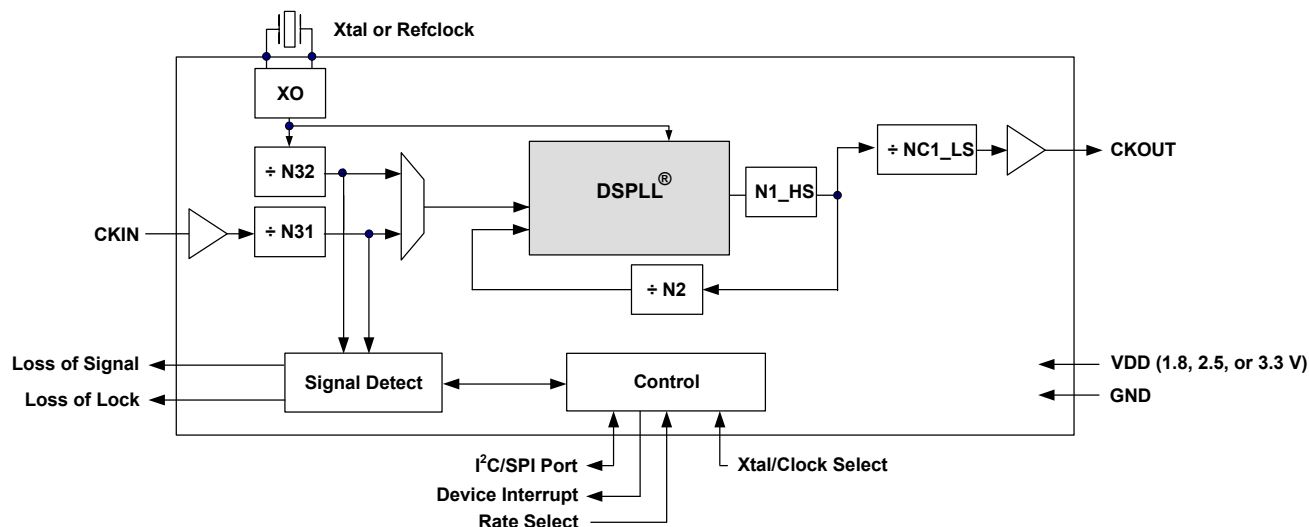 Xtal or Refclock
XO
÷ N32
÷ N31
CKIN
DSPLL®
N1_HS
÷ NC1_LS
CKOUT
÷ N2
Loss of Signal
Loss of Lock
Signal Detect
Control
VDD (1.8, 2.5, or 3.3 V)
GND
I²C/SPI Port
Device Interrupt
Rate Select
Xtal/Clock Select